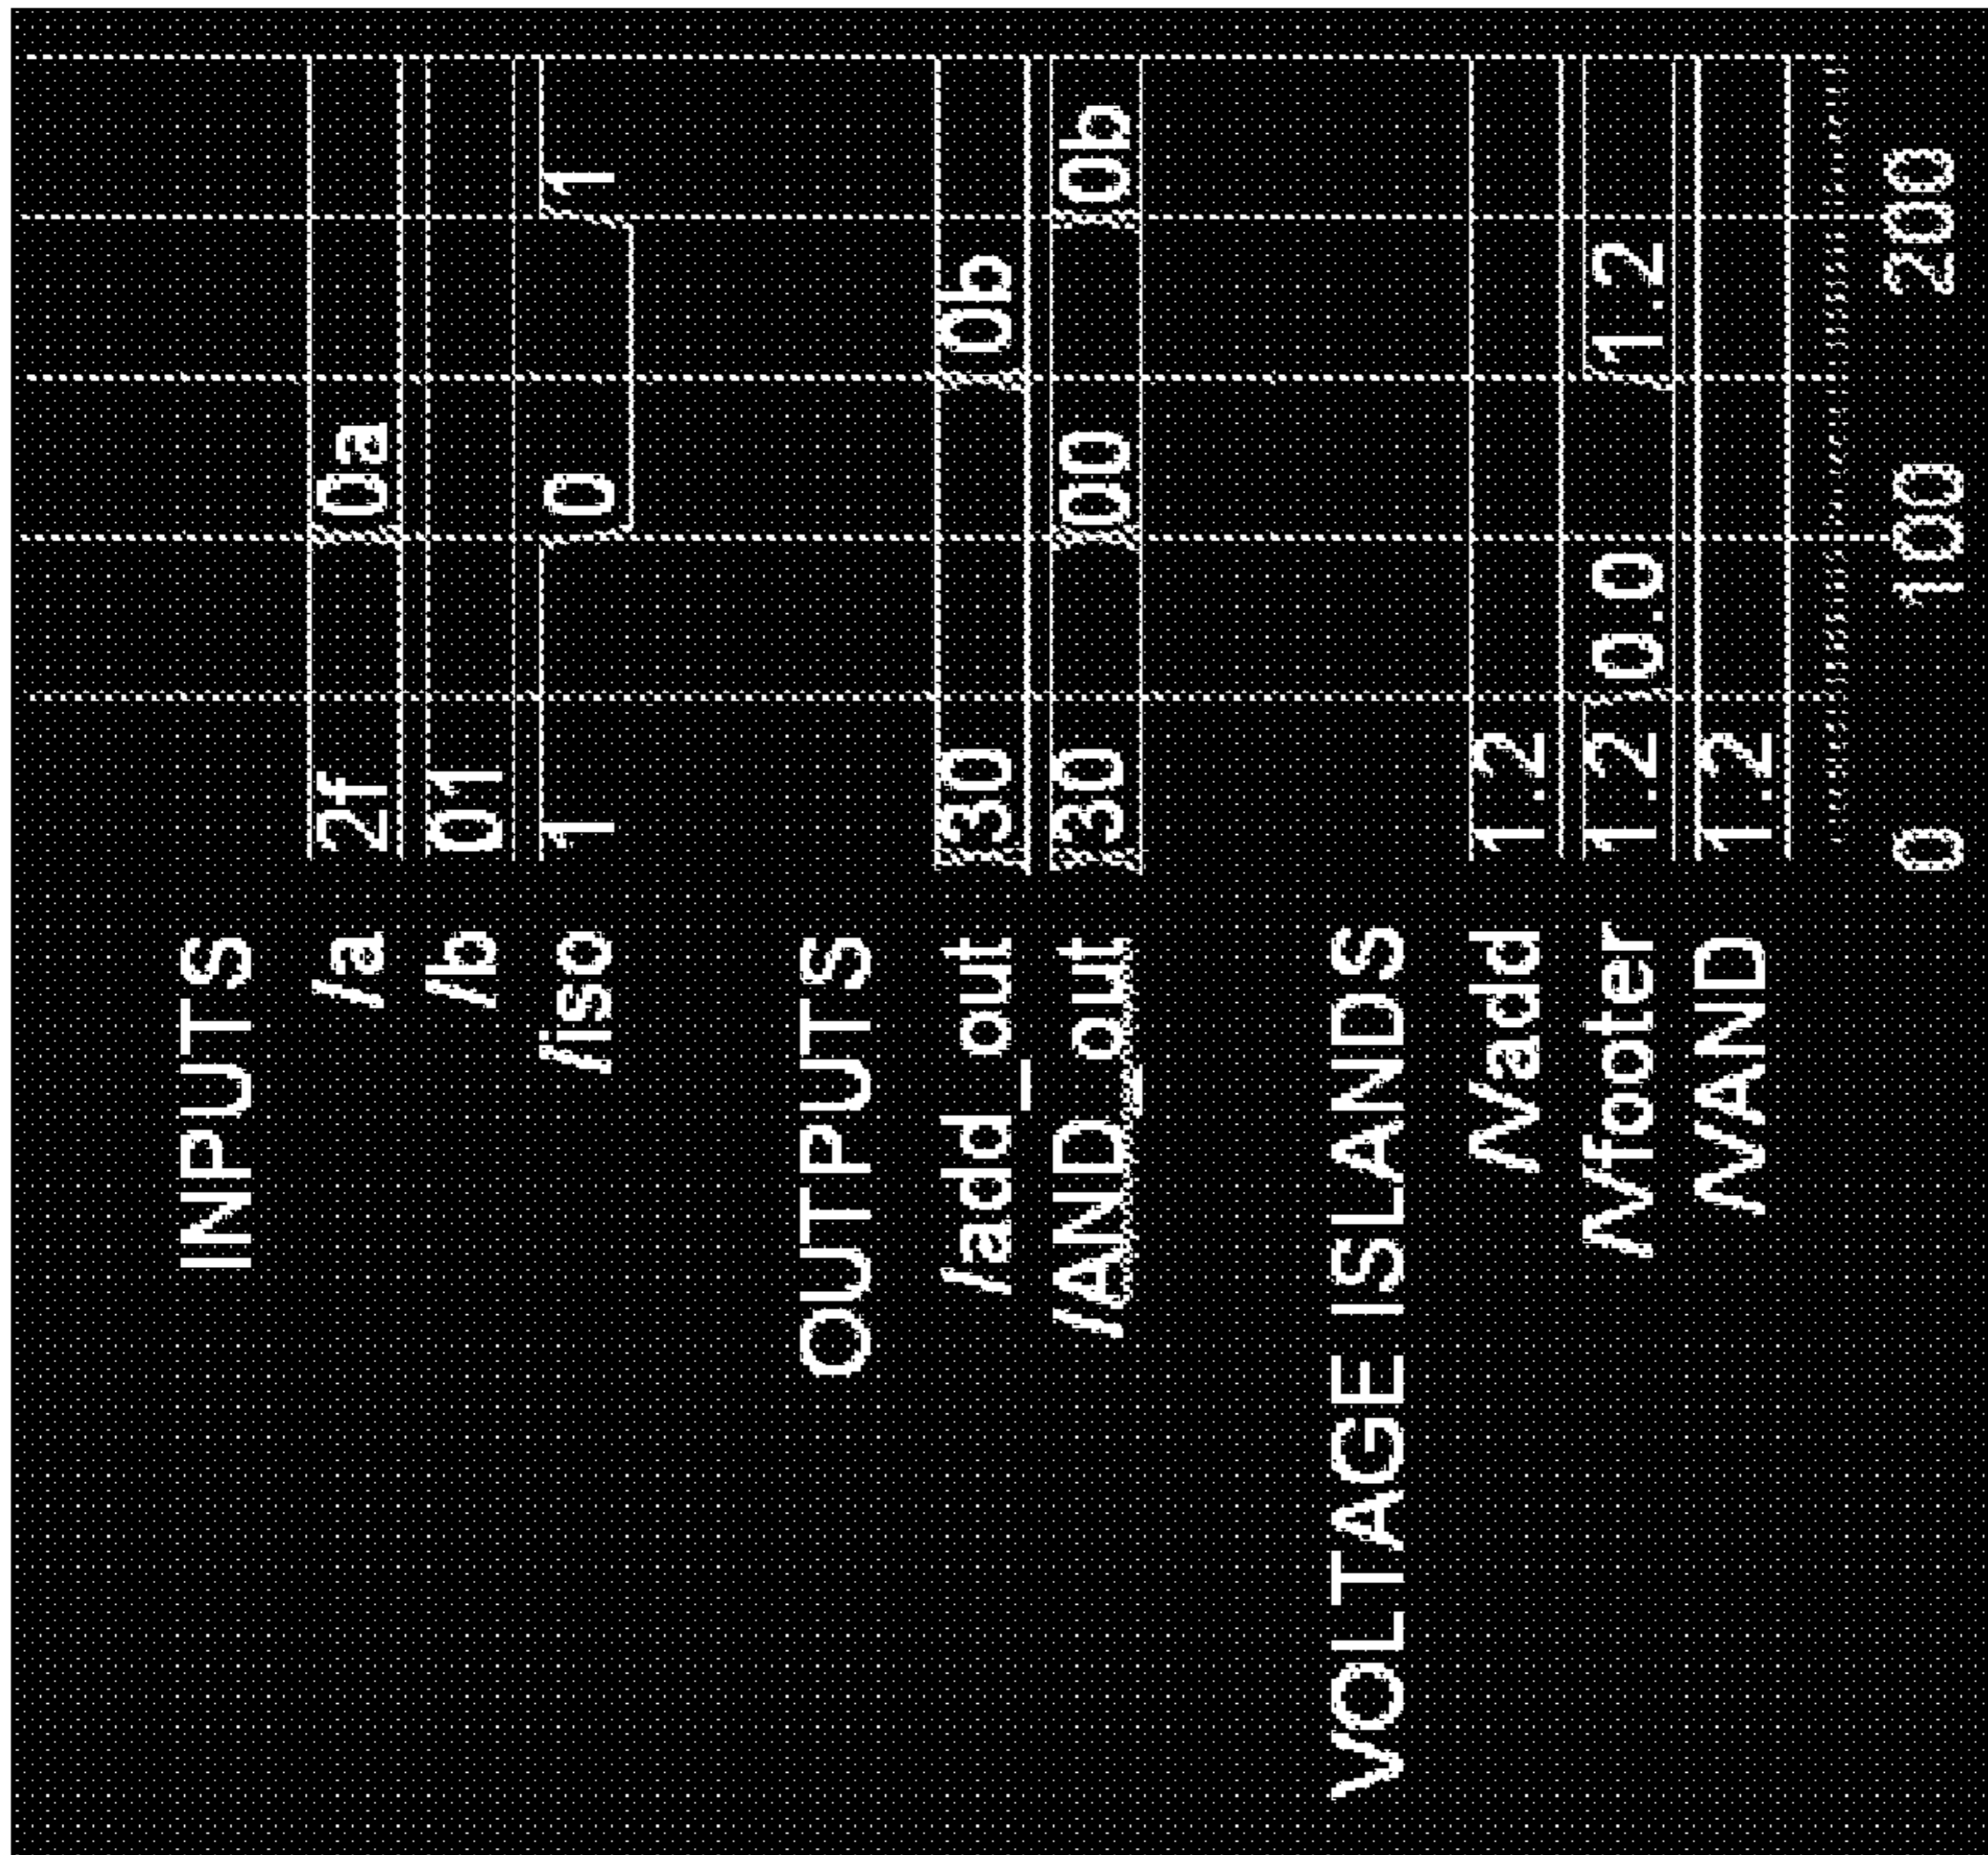 INPUTS
/a 2f 0a
/b 01
/iso 1 0 1
OUTPUTS
/add_out 30 0b
/AND_out 30 00 0b
VOLTAGE ISLANDS
/Vadd 1.2
/Vfooter 1.2 0.0 1.2
/VAND 1.2
0 100 200